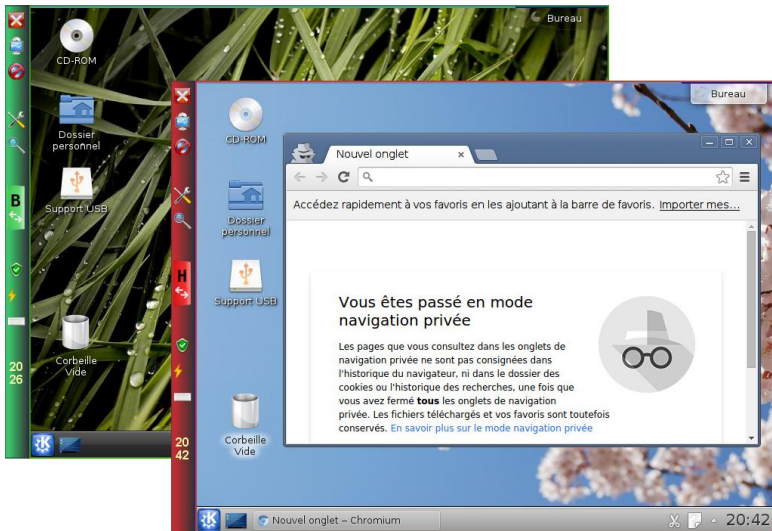 Bureau
CD-ROM
Dossier
personnel
Support USB
B
Corbeille
Vide
20
26
Bureau
CD-ROM
Dossier
personnel
Support USB
H
Corbeille
Vide
20
42
Nouvel onglet
Accédez rapidement à vos favoris en les ajoutant à la barre de favoris. Importer mes...
Vous êtes passé en mode
navigation privée
Les pages que vous consultez dans les onglets de
navigation privée ne sont pas consignées dans
l'historique du navigateur, ni dans le dossier des
cookies ou l'historique des recherches, une fois que
vous avez fermé tous les onglets de navigation
privée. Les fichiers téléchargés et vos favoris sont toutefois
conservés. En savoir plus sur le mode navigation privée
Nouvel onglet – Chromium
20:42